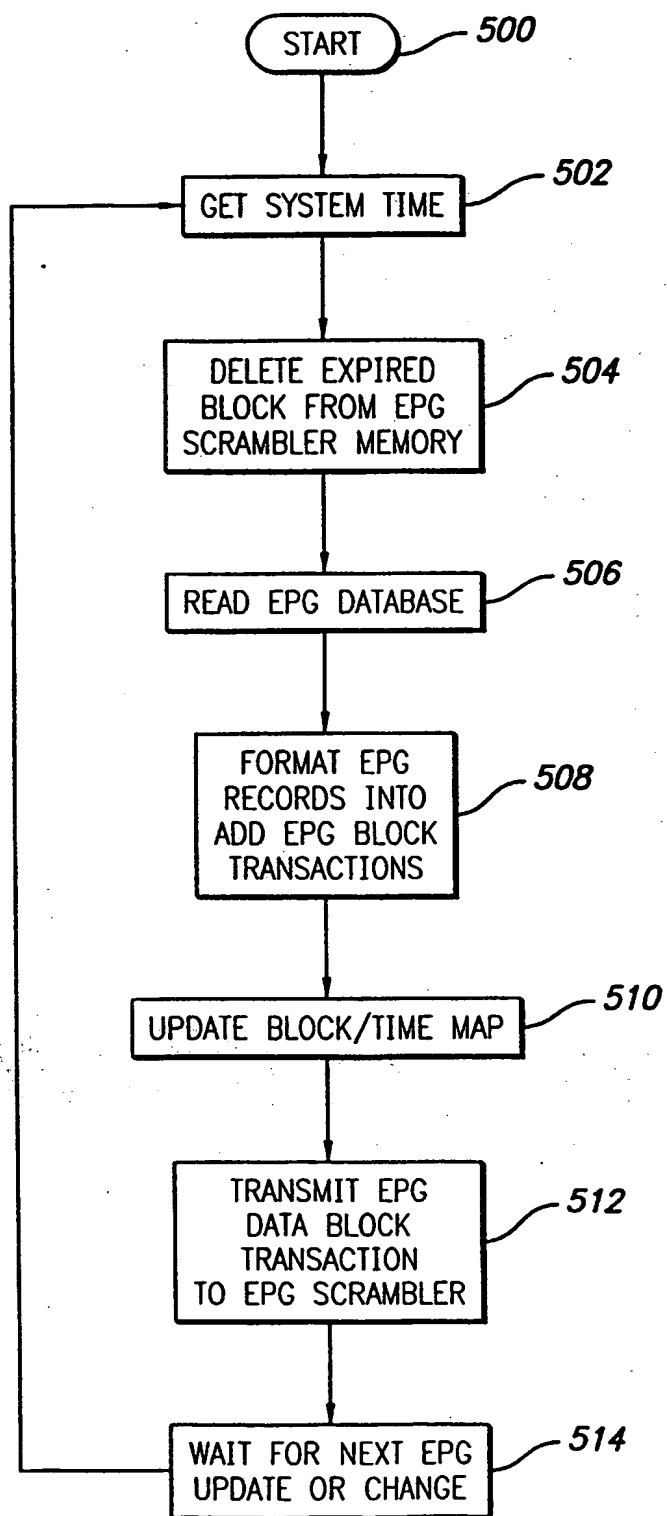 START
500
GET SYSTEM TIME
502
DELETE EXPIRED
BLOCK FROM EPG
SCRAMBLER MEMORY
504
READ EPG DATABASE
506
FORMAT EPG
RECORDS INTO
ADD EPG BLOCK
TRANSACTIONS
508
UPDATE BLOCK/TIME MAP
510
TRANSMIT EPG
DATA BLOCK
TRANSACTION
TO EPG SCRAMBLER
512
WAIT FOR NEXT EPG
UPDATE OR CHANGE
514